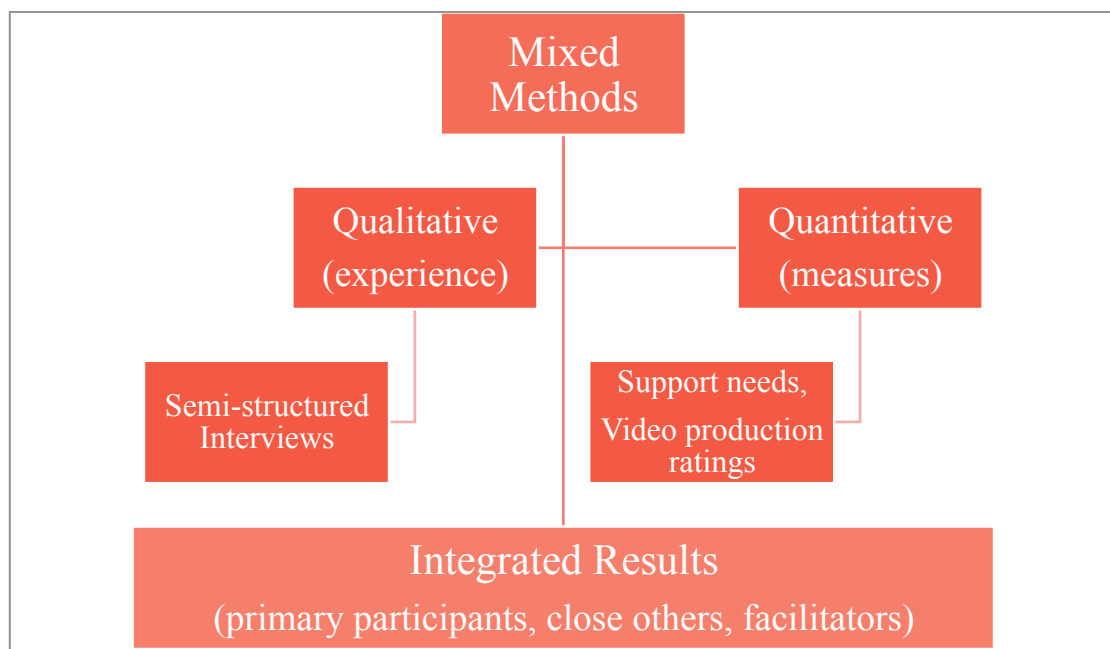 Mixed
Methods
Qualitative
(experience)
Quantitative
(measures)
Semi-structured
Interviews
Support needs,
Video production
ratings
Integrated Results
(primary participants, close others, facilitators)